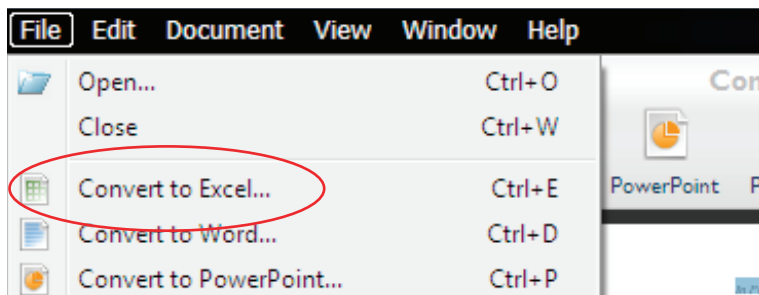 File Edit Document View Window Help
Open... Ctrl+O
Close Ctrl+W
Convert to Excel... Ctrl+E
PowerPoint
Convert to Word... Ctrl+D
Convert to PowerPoint... Ctrl+P